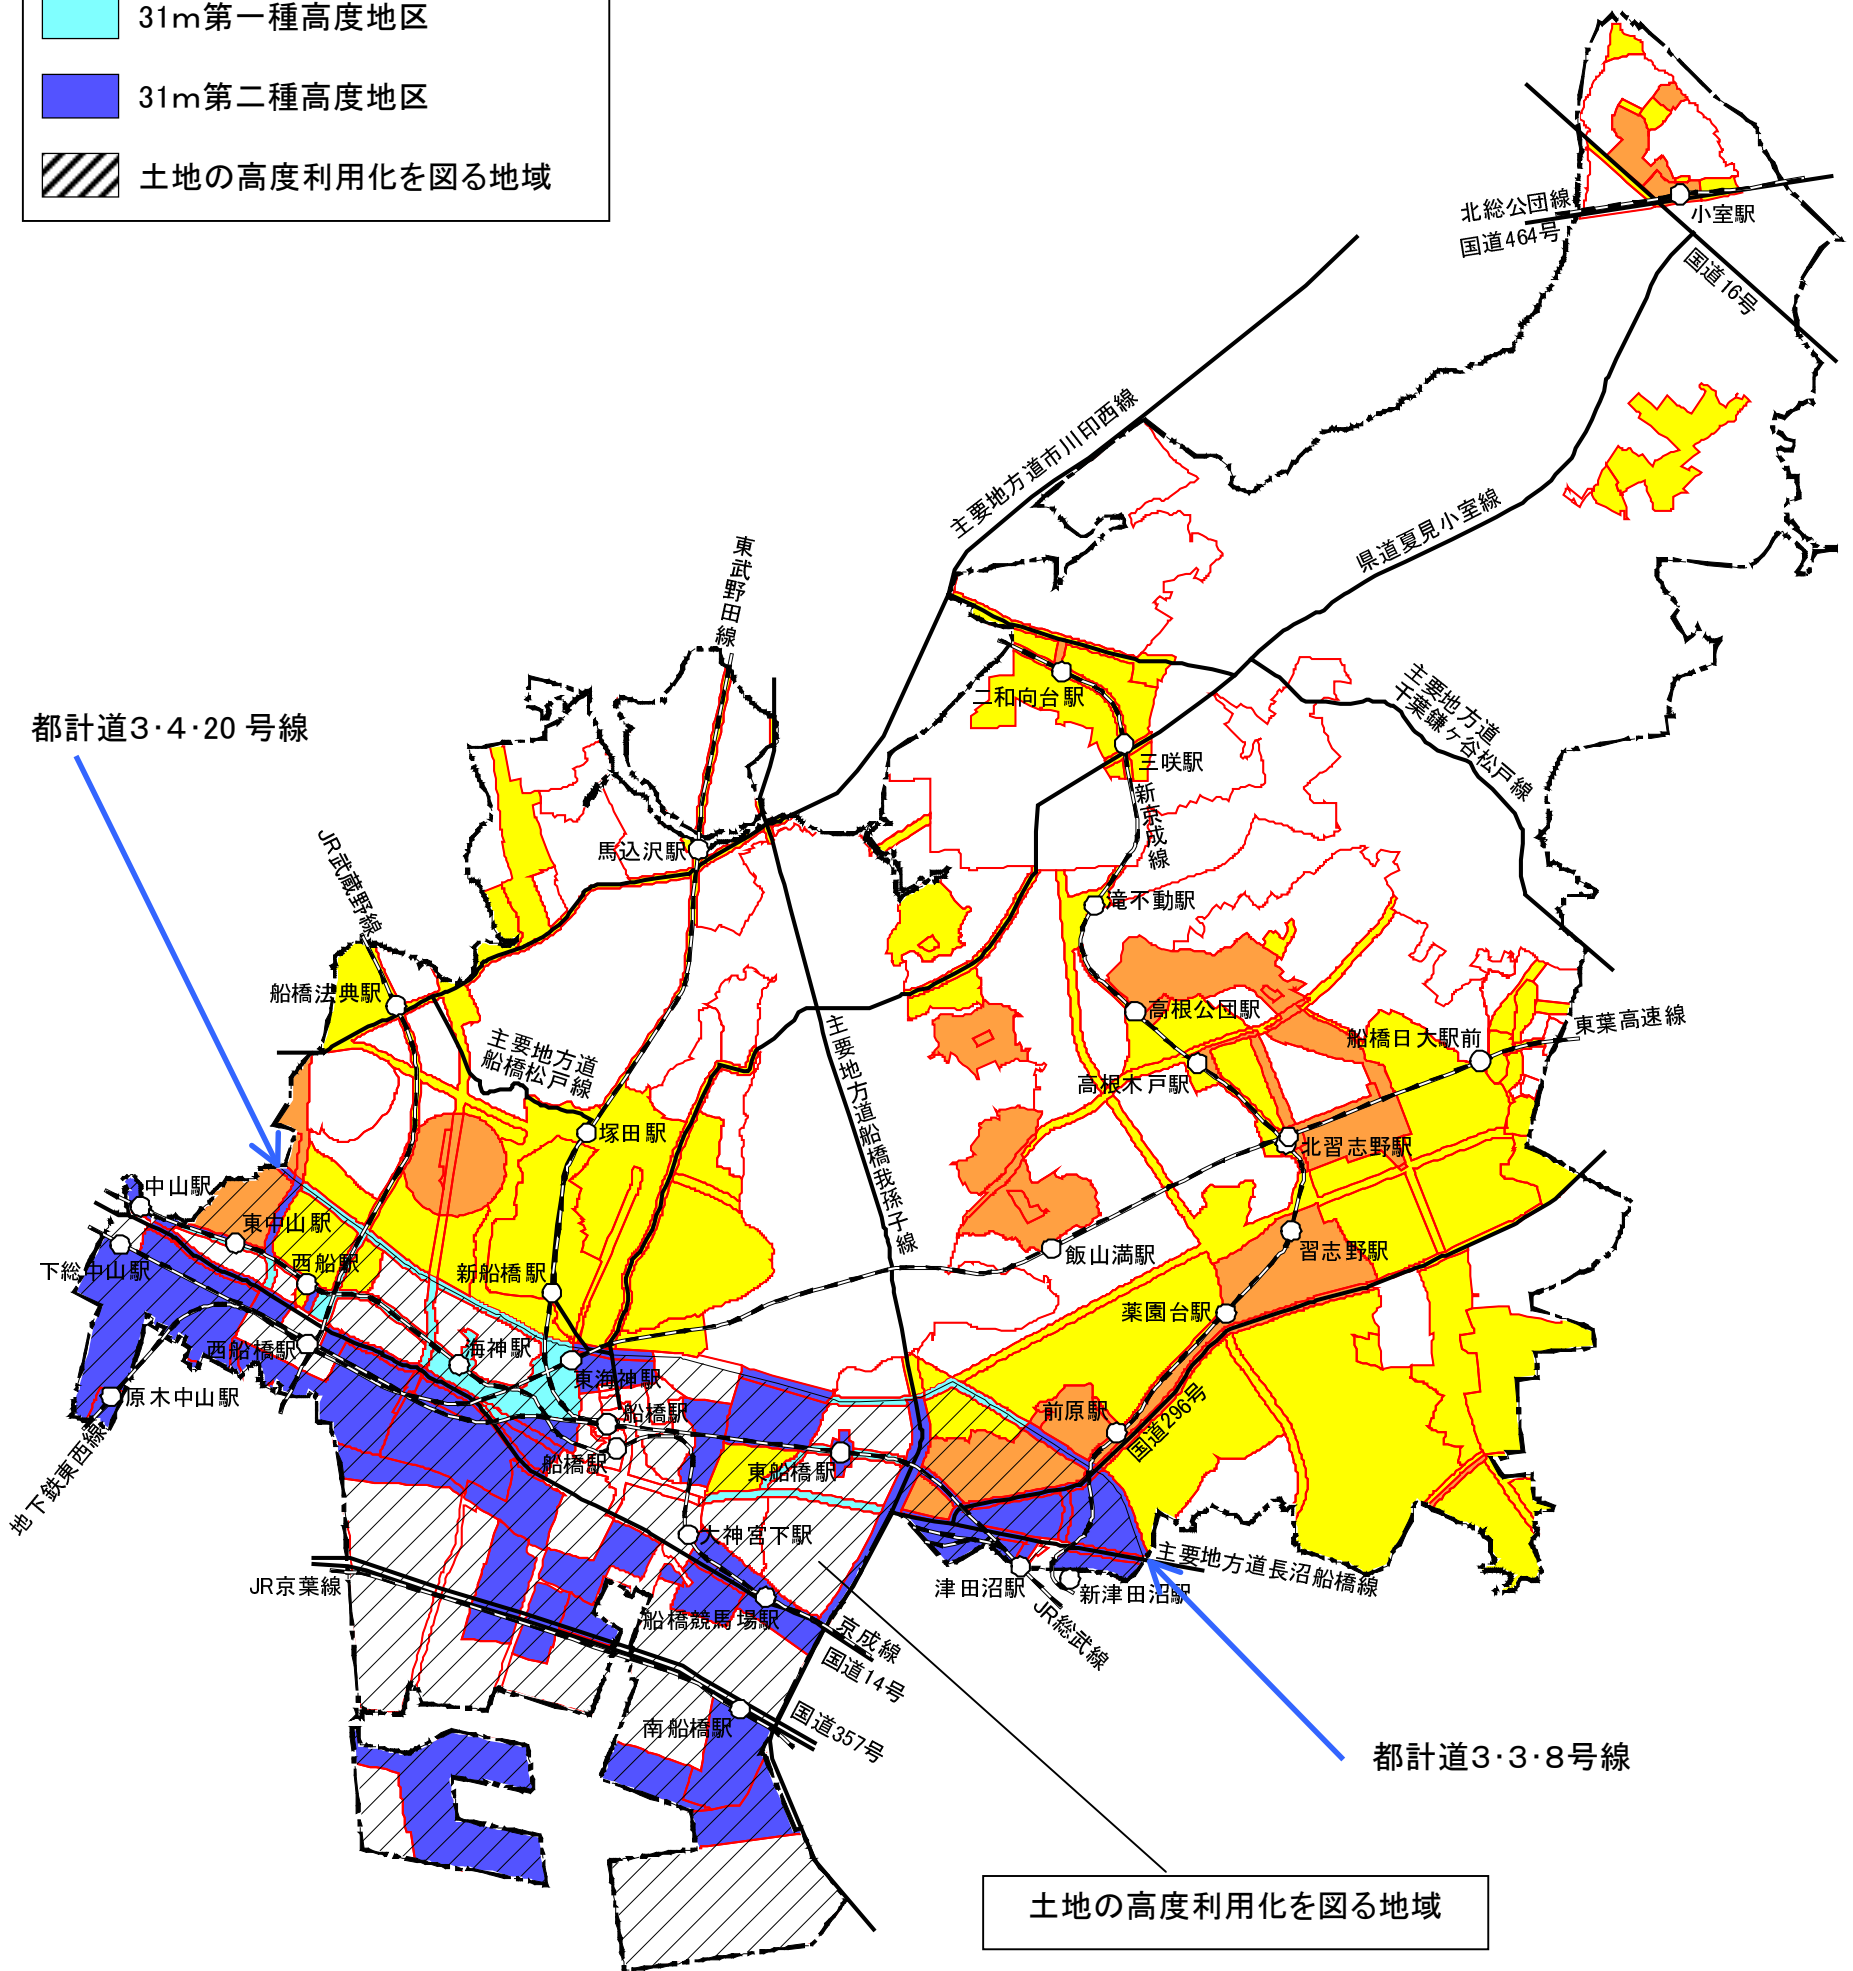 31m第一種高度地区
31m第二種高度地区
土地の高度利用化を図る地域
北総公団線
国道464号
小室駅
国道16号
主要地方道市川印西線
県道夏見小室線
東武野田線
二和向台駅
主要地方道
千葉鎌ヶ谷松戸線
都計道3・4・20 号線
三咲駅
新京成線
馬込沢駅
JR武蔵野線
滝不動駅
船橋法典駅
高根公団駅
主要地方道船橋我孫子線
船橋日大駅前
東葉高速線
主要地方道
船橋松戸線
高根木戸駅
塚田駅
北習志野駅
中山駅
東中山駅
西船駅
下総中山駅
新船橋駅
飯山満駅
習志野駅
薬園台駅
西船橋駅
海神駅
東海神駅
原木中山駅
船橋駅
前原駅
国道296号
船橋駅
東船橋駅
地下鉄東西線
大神宮下駅
JR京葉線
主要地方道長沼船橋線
津田沼駅
新津田沼駅
船橋競馬場駅
京成線
JR総武線
国道14号
南船橋駅
国道357号
都計道3・3・8号線
土地の高度利用化を図る地域